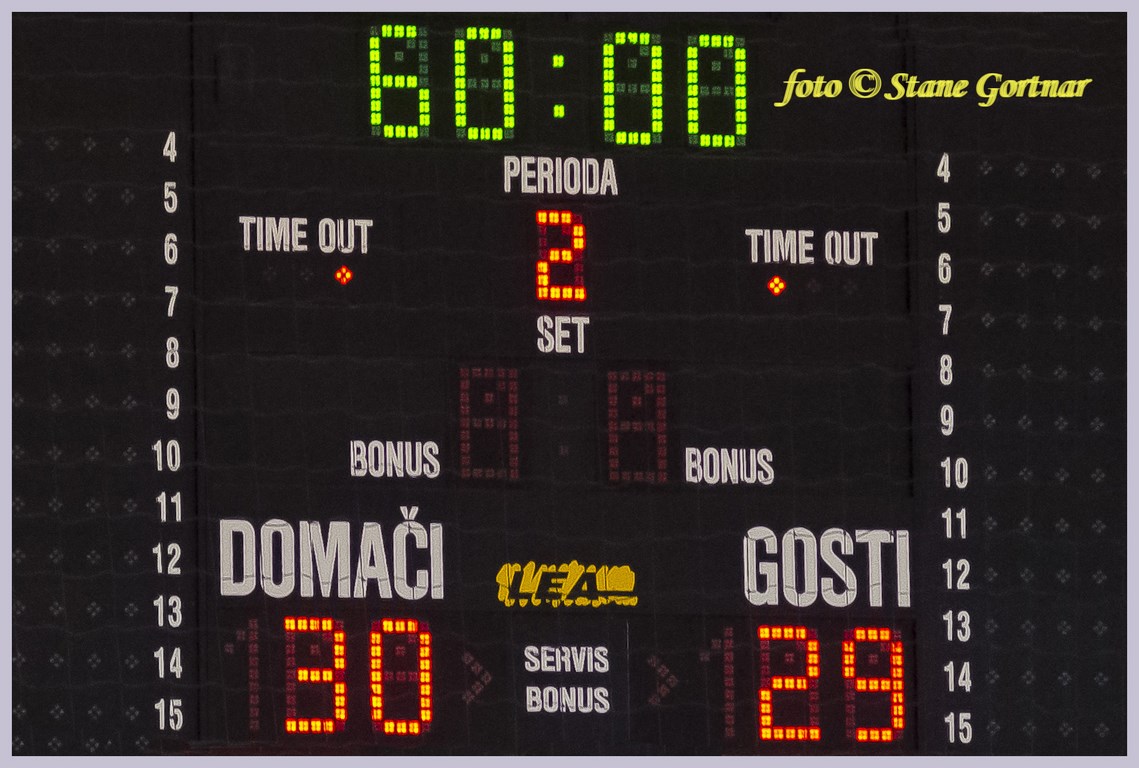 60:00
foto © Stane Gortnar
PERIODA
2
TIME OUT
TIME OUT
SET
BONUS
BONUS
DOMAČI
GOSTI
30
SERVIS
BONUS
29
4
5
6
7
8
9
10
11
12
13
14
15
4
5
6
7
8
9
10
11
12
13
14
15